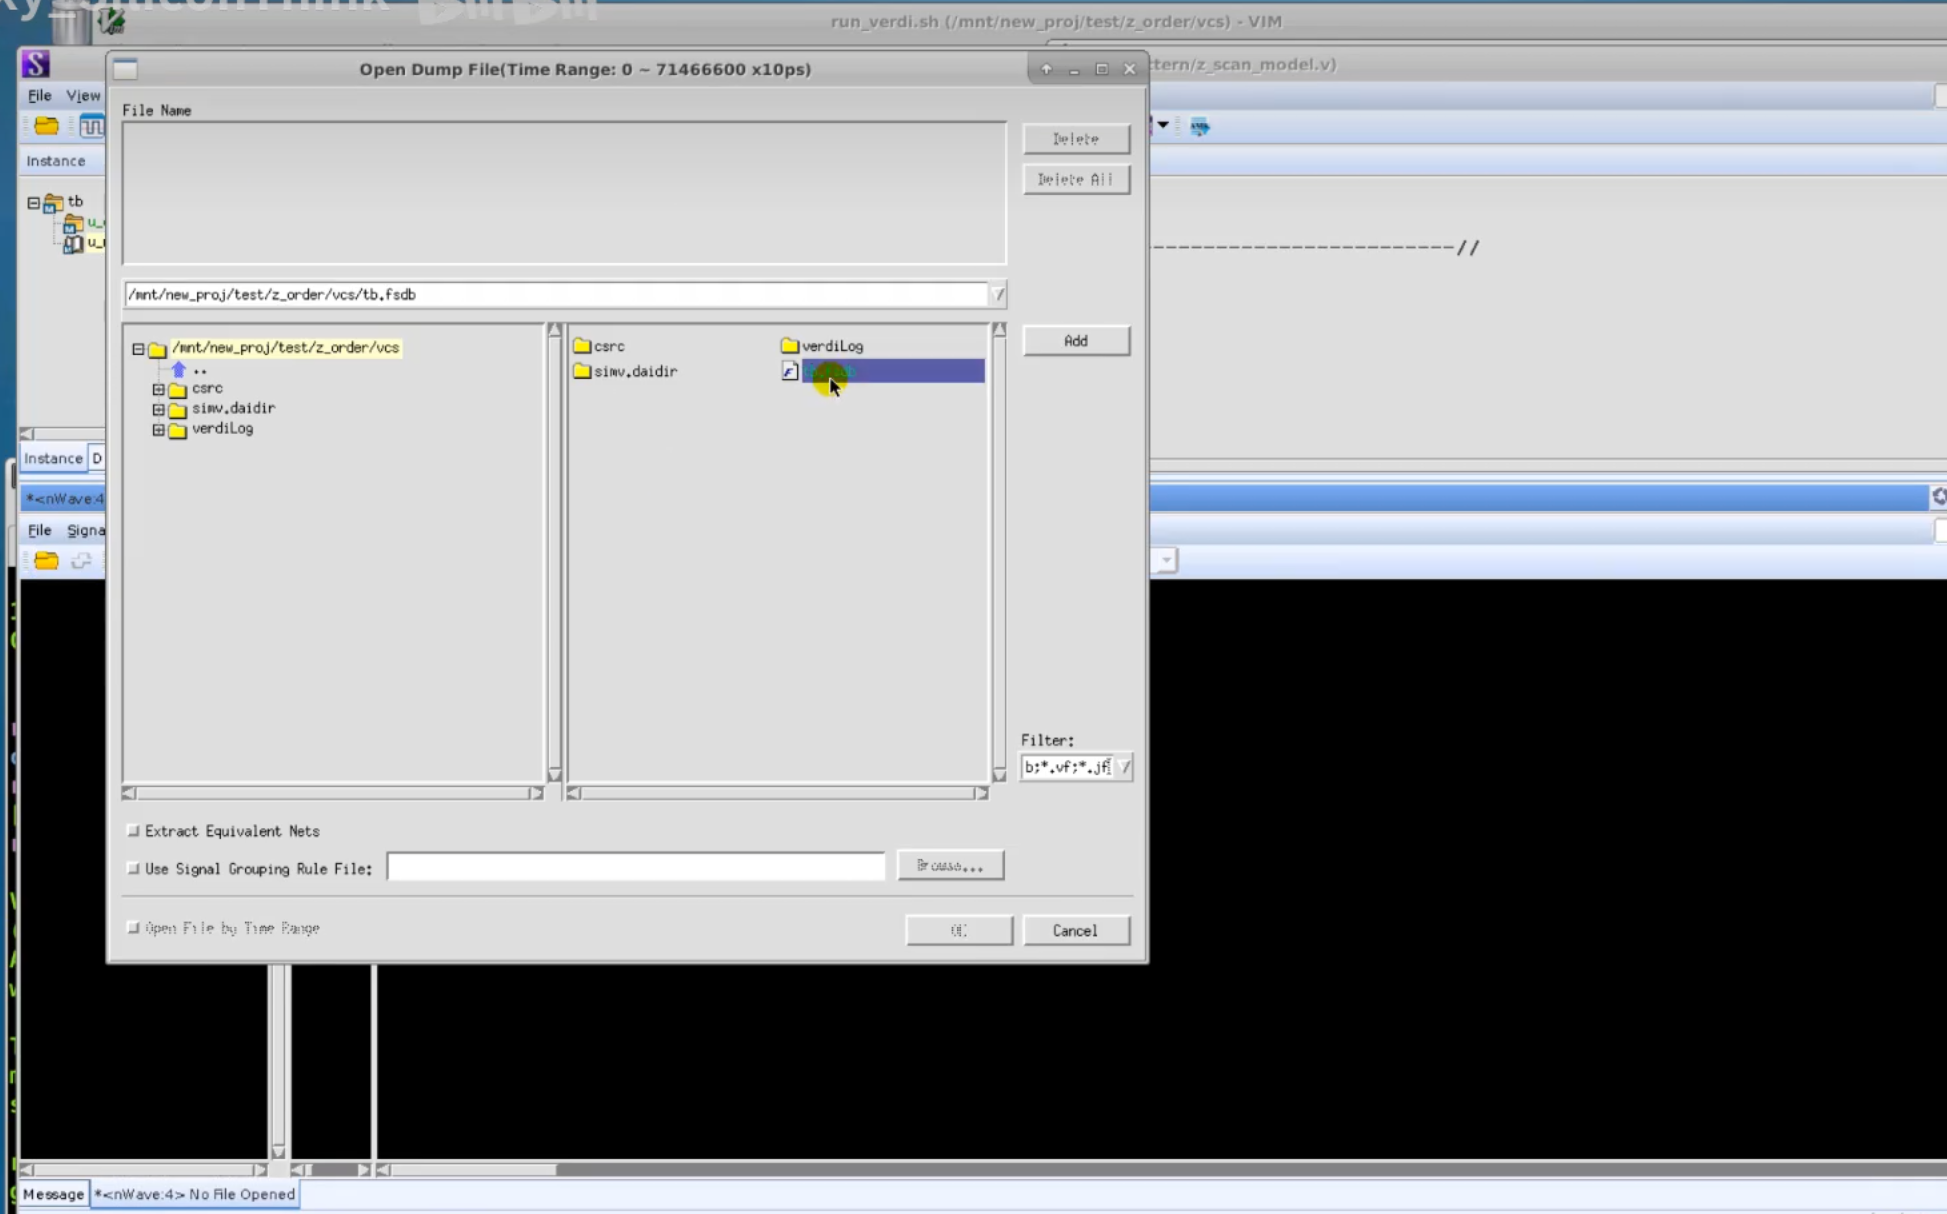 run_verdi.sh (/mnt/new_proj/test/z_order/vcs) - VIM
Open Dump File(Time Range: 0 ~ 71466600 x10ps)
tern/z_scan_model.v)
File View
File Name
Delete
Instance
Delete All
tb
u_
u_
--------------------------//
/mnt/new_proj/test/z_order/vcs/tb.fsdb
/mnt/new_proj/test/z_order/vcs
..
csrc
simv.daidir
verdiLog
csrc
verdiLog
simv.daidir
Add
Instance D
*<nWave:4
File Signa
Filter:
b;*.vf;*.jf
Extract Equivalent Nets
Use Signal Grouping Rule File:
Browse...
Open File by Time Range
OK
Cancel
Message
*<nWave:4> No File Opened